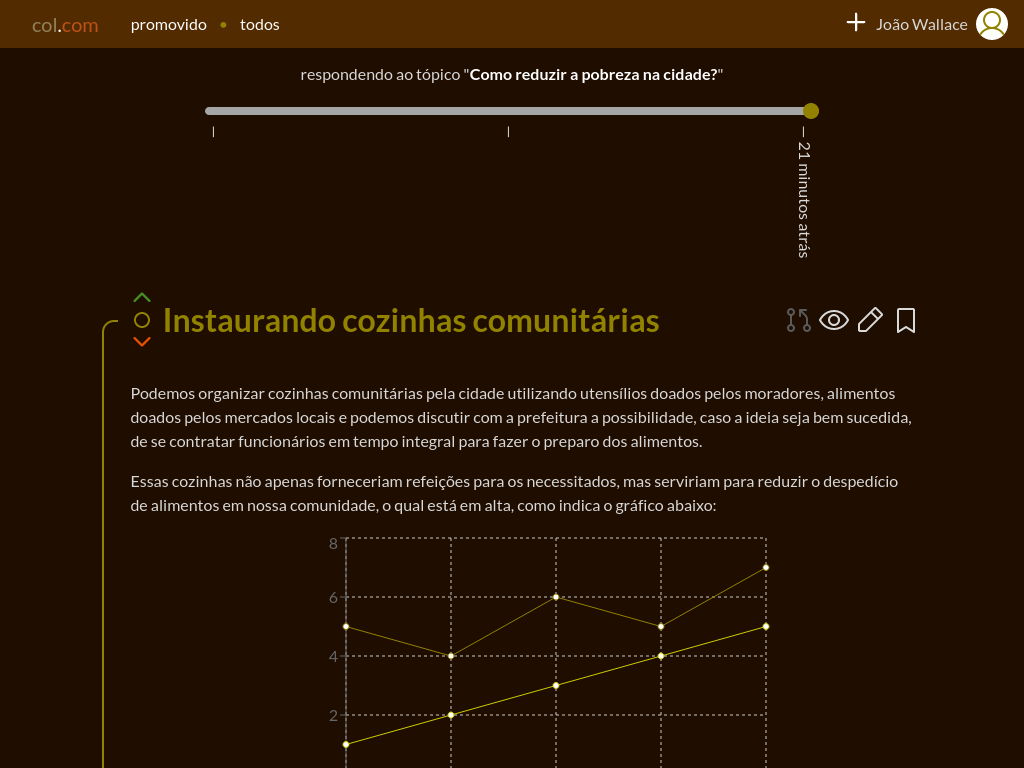 col.com
promovido
todos
João Wallace
respondendo ao tópico "Como reduzir a pobreza na cidade?"
21 minutos atrás
Instaurando cozinhas comunitárias
Podemos organizar cozinhas comunitárias pela cidade utilizando utensílios doados pelos moradores, alimentos
doados pelos mercados locais e podemos discutir com a prefeitura a possibilidade, caso a ideia seja bem sucedida,
de se contratar funcionários em tempo integral para fazer o preparo dos alimentos.
Essas cozinhas não apenas forneceriam refeições para os necessitados, mas serviriam para reduzir o despedício
de alimentos em nossa comunidade, o qual está em alta, como indica o gráfico abaixo:
8
6
4
2